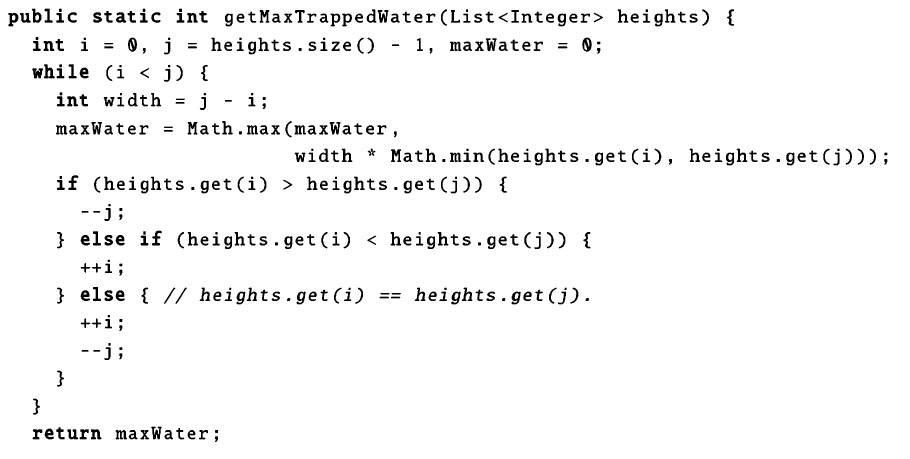 public static int getMaxTrappedWater(List<Integer> heights) {
  int i = 0, j = heights.size() - 1, maxWater = 0;
  while (i < j) {
    int width = j - i;
    maxWater = Math.max(maxWater,
                        width * Math.min(heights.get(i), heights.get(j)));
    if (heights.get(i) > heights.get(j)) {
      --j;
    } else if (heights.get(i) < heights.get(j)) {
      ++i;
    } else { // heights.get(i) == heights.get(j).
      ++i;
      --j;
    }
  }
  return maxWater;